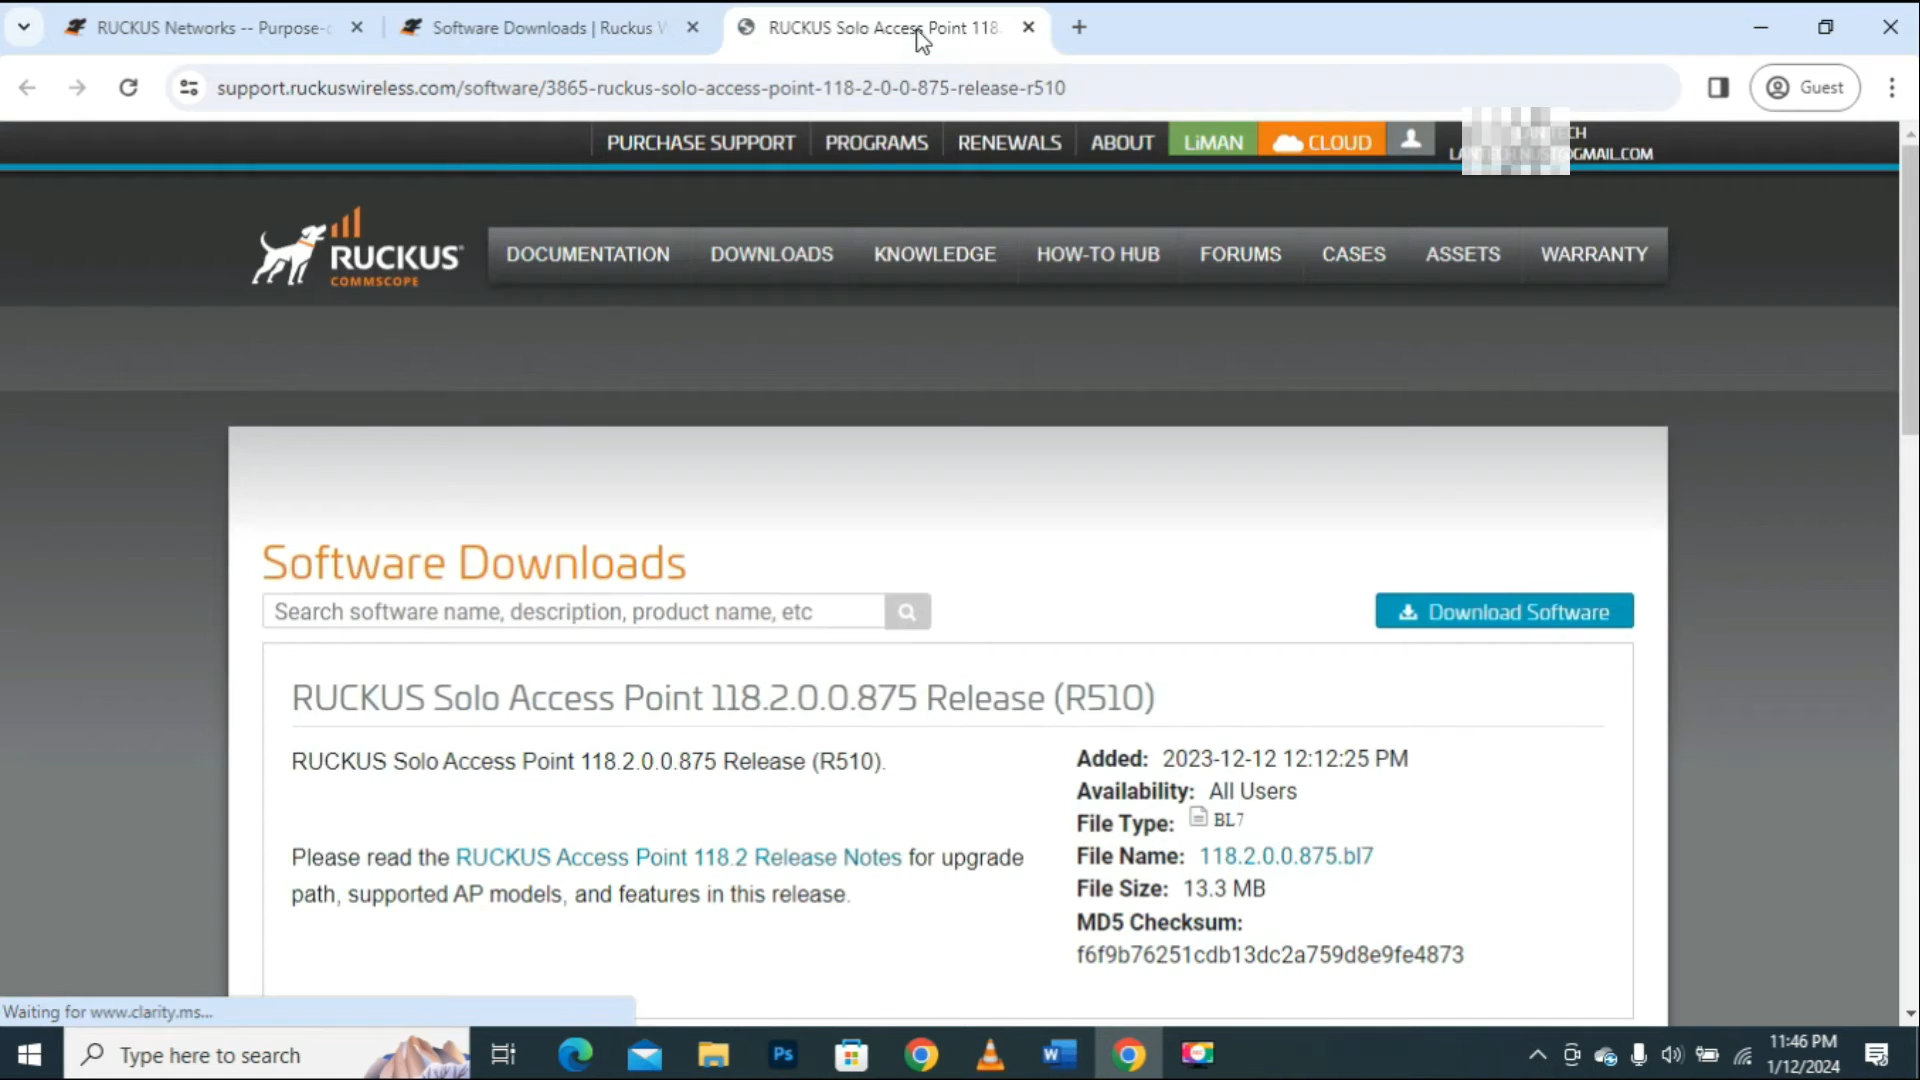 RUCKUS Networks -- Purpose-
Software Downloads | Ruckus W
RUCKUS Solo Access Point 118.
support.ruckuswireless.com/software/3865-ruckus-solo-access-point-118-2-0-0-875-release-r510
Guest
PURCHASE SUPPORT PROGRAMS RENEWALS ABOUT LiMAN CLOUD
LAN TECH
@GMAIL.COM
RUCKUS
COMMSCOPE
DOCUMENTATION DOWNLOADS KNOWLEDGE HOW-TO HUB FORUMS CASES ASSETS WARRANTY
Software Downloads
Search software name, description, product name, etc
Download Software
RUCKUS Solo Access Point 118.2.0.0.875 Release (R510)
RUCKUS Solo Access Point 118.2.0.0.875 Release (R510).
Please read the RUCKUS Access Point 118.2 Release Notes for upgrade
path, supported AP models, and features in this release.
Added: 2023-12-12 12:12:25 PM
Availability: All Users
File Type: BL7
File Name: 118.2.0.0.875.bl7
File Size: 13.3 MB
MD5 Checksum:
f6f9b76251cdb13dc2a759d8e9fe4873
Waiting for www.clarity.ms...
Type here to search
Ps
W
11:46 PM
1/12/2024